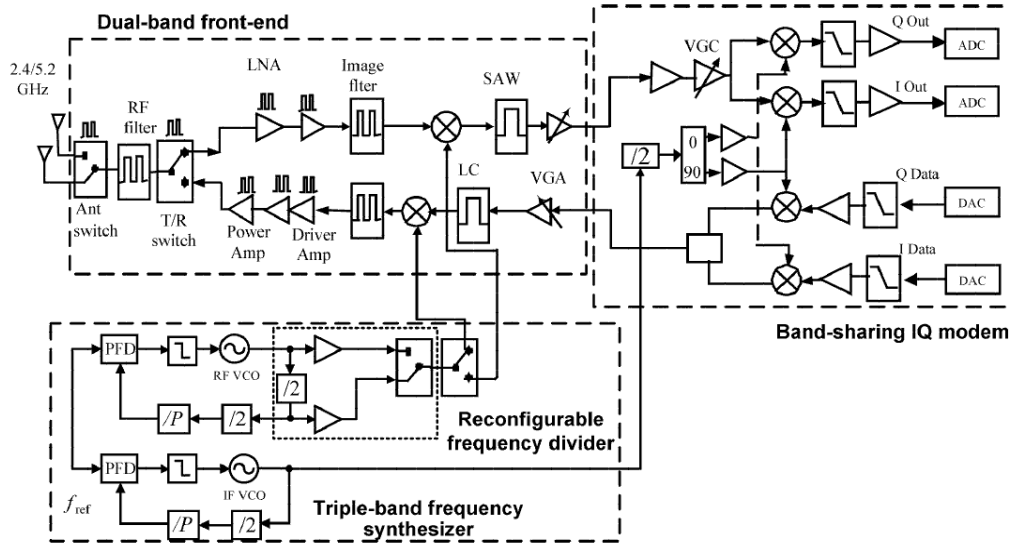 Dual-band front-end
2.4/5.2
GHz
RF
filter
LNA
Image
flter
SAW
VGC
Q Out
ADC
I Out
ADC
/2
0
90
Ant
switch
T/R
switch
Power
Amp
Driver
Amp
LC
VGA
Q Data
DAC
I Data
DAC
Band-sharing IQ modem
PFD
RF VCO
/2
/P
/2
Reconfigurable
frequency divider
PFD
IF VCO
fref
/P
/2
Triple-band frequency
synthesizer